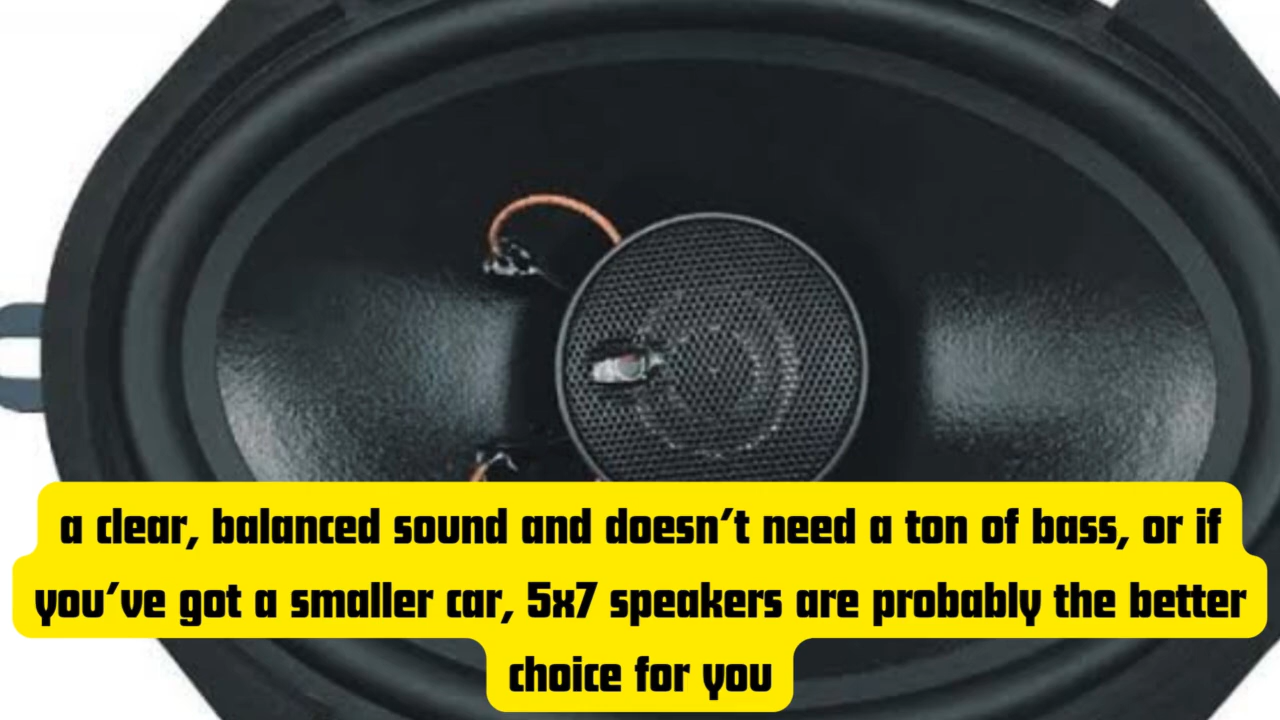 a clear, balanced sound and doesn't need a ton of bass, or if
you've got a smaller car, 5x7 speakers are probably the better
choice for you